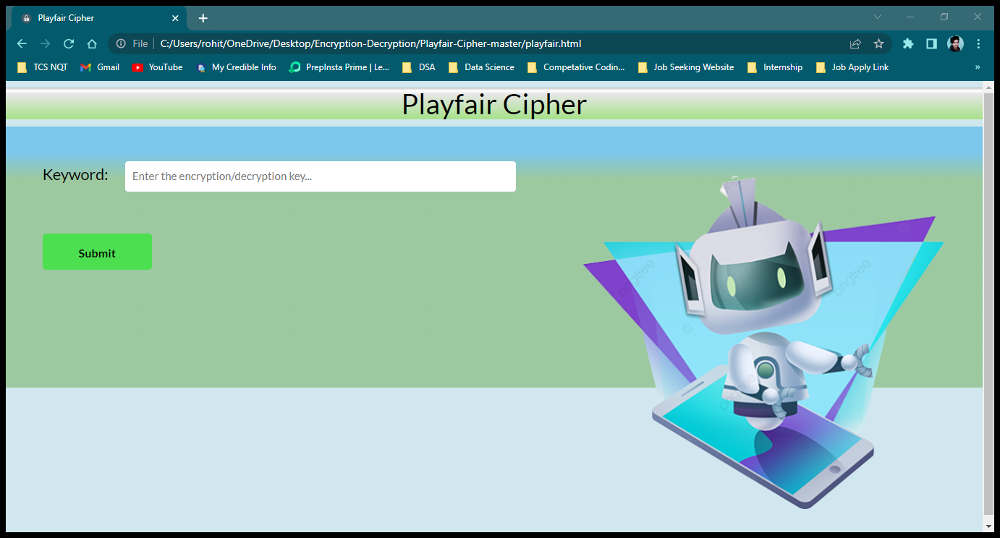 Playfair Cipher
File C:/Users/rohit/OneDrive/Desktop/Encryption-Decryption/Playfair-Cipher-master/playfair.html
TCS NQT Gmail YouTube My Credible Info PrepInsta Prime | Le... DSA Data Science Competative Codin... Job Seeking Website Internship Job Apply Link »
Playfair Cipher
Keyword: Enter the encryption/decryption key...
Submit
pngtree
pngtree
pngtree
pngtree